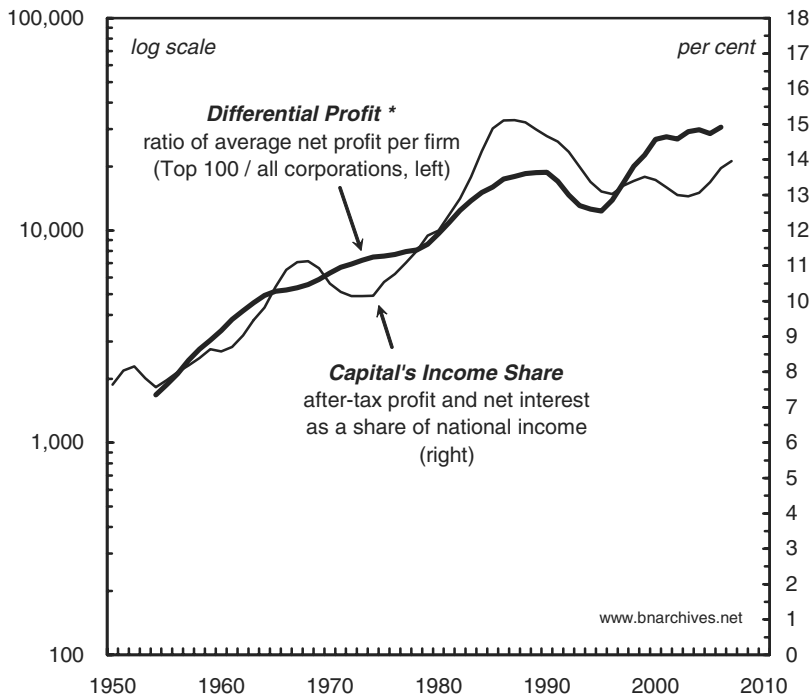 100,000
10,000
1,000
100
log scale
per cent
Differential Profit *
ratio of average net profit per firm
(Top 100 / all corporations, left)
Capital's Income Share
after-tax profit and net interest
as a share of national income
(right)
www.bnarchives.net
18
17
16
15
14
13
12
11
10
9
8
7
6
5
4
3
2
1
0
1950 1960 1970 1980 1990 2000 2010